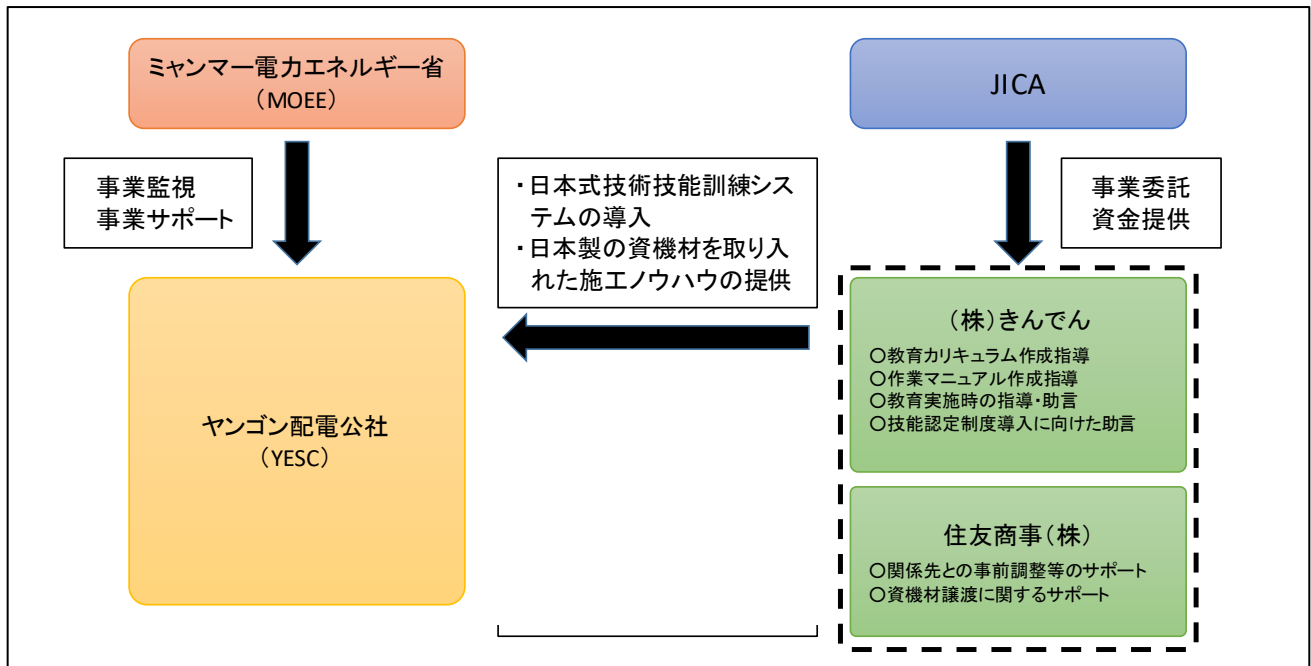 ミャンマー電力エネルギー省
（MOEE）
JICA
事業監視
事業サポート
・日本式技術技能訓練シス
テムの導入
・日本製の資機材を取り入
れた施工ノウハウの提供
事業委託
資金提供
ヤンゴン配電公社
（YESC）
（株）きんでん
〇教育カリキュラム作成指導
〇作業マニュアル作成指導
〇教育実施時の指導・助言
〇技能認定制度導入に向けた助言
住友商事（株）
〇関係先との事前調整等のサポート
〇資機材譲渡に関するサポート